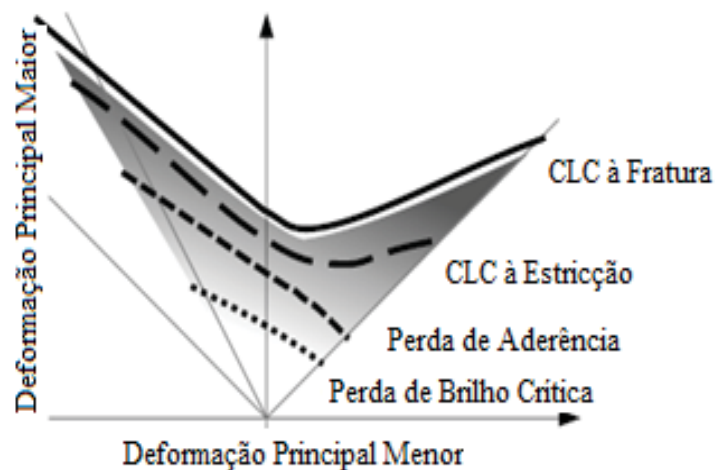 Deformação Principal Maior
CLC à Fratura
CLC à Estricção
Perda de Aderência
Perda de Brilho Crítica
Deformação Principal Menor